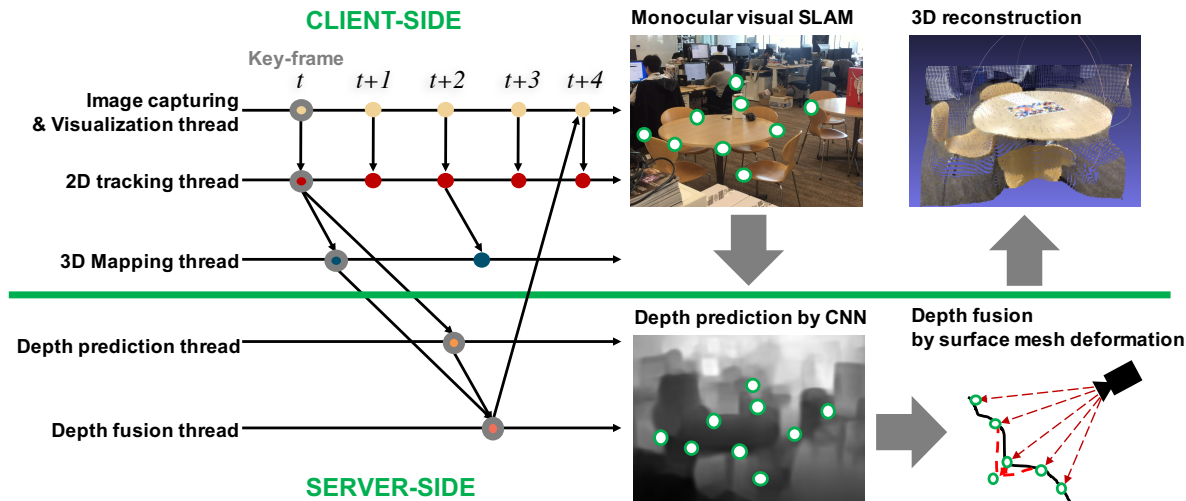 CLIENT-SIDE
Key-frame
t
t+1
t+2
t+3
t+4
Image capturing
& Visualization thread
2D tracking thread
3D Mapping thread
Depth prediction thread
Depth fusion thread
SERVER-SIDE
Monocular visual SLAM
3D reconstruction
Depth prediction by CNN
Depth fusion
by surface mesh deformation